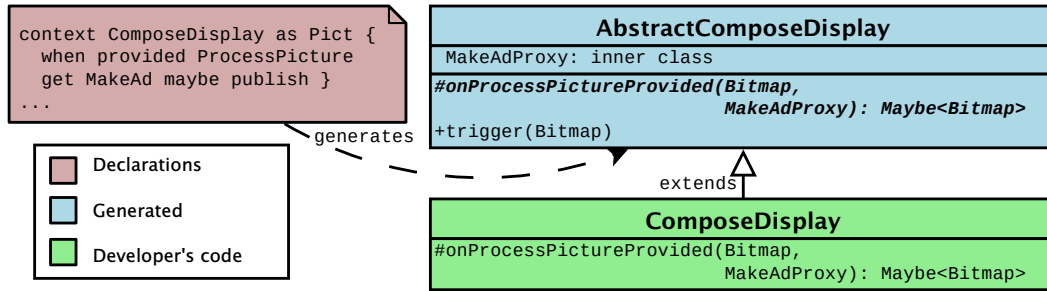 context ComposeDisplay as Pict {
when provided ProcessPicture
get MakeAd maybe publish }
...
generates
Declarations
Generated
Developer's code
AbstractComposeDisplay
MakeAdProxy: inner class
#onProcessPictureProvided(Bitmap,
MakeAdProxy): Maybe<Bitmap>
+trigger(Bitmap)
extends
ComposeDisplay
#onProcessPictureProvided(Bitmap,
MakeAdProxy): Maybe<Bitmap>